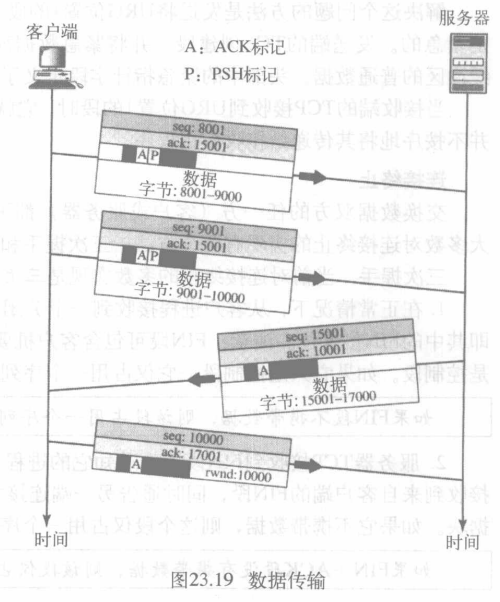 客户端
服务器
A：ACK标记
P：PSH标记
seq: 8001
ack: 15001
A P
数据
字节: 8001–9000
seq: 9001
ack: 15001
A P
数据
字节: 9001–10000
seq: 15001
ack: 10001
A
数据
字节: 15001–17000
seq: 10000
ack: 17001
A
rwnd:10000
时间
时间
图23.19 数据传输